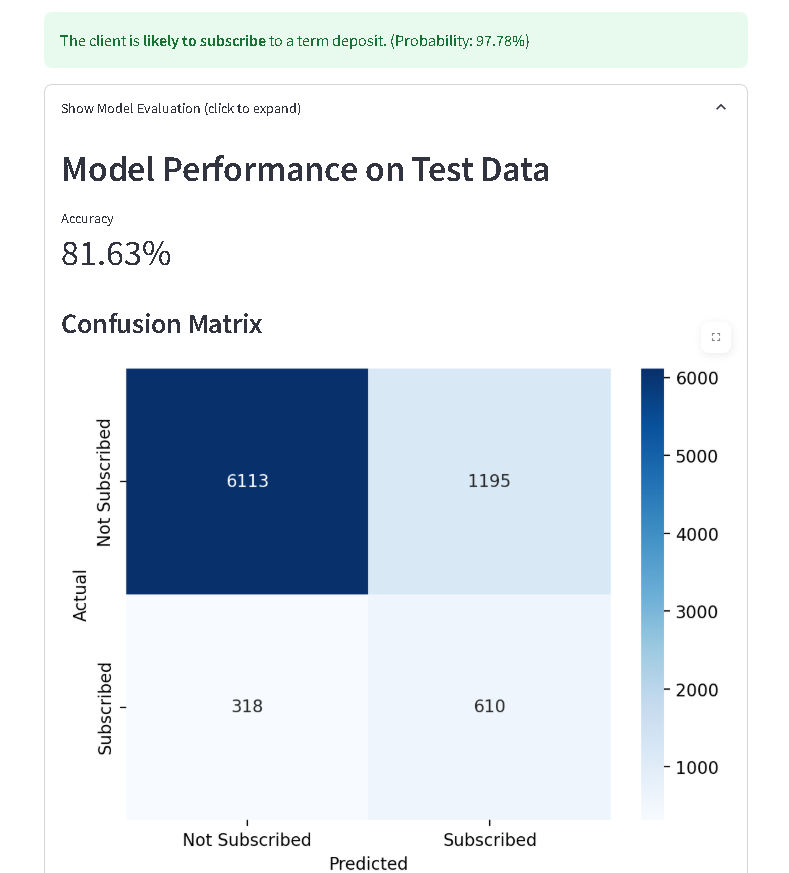 The client is likely to subscribe to a term deposit. (Probability: 97.78%)
Show Model Evaluation (click to expand)
Model Performance on Test Data
Accuracy
81.63%
Confusion Matrix
Actual
Not Subscribed
Subscribed
6113
1195
318
610
Not Subscribed
Subscribed
Predicted
6000
5000
4000
3000
2000
1000